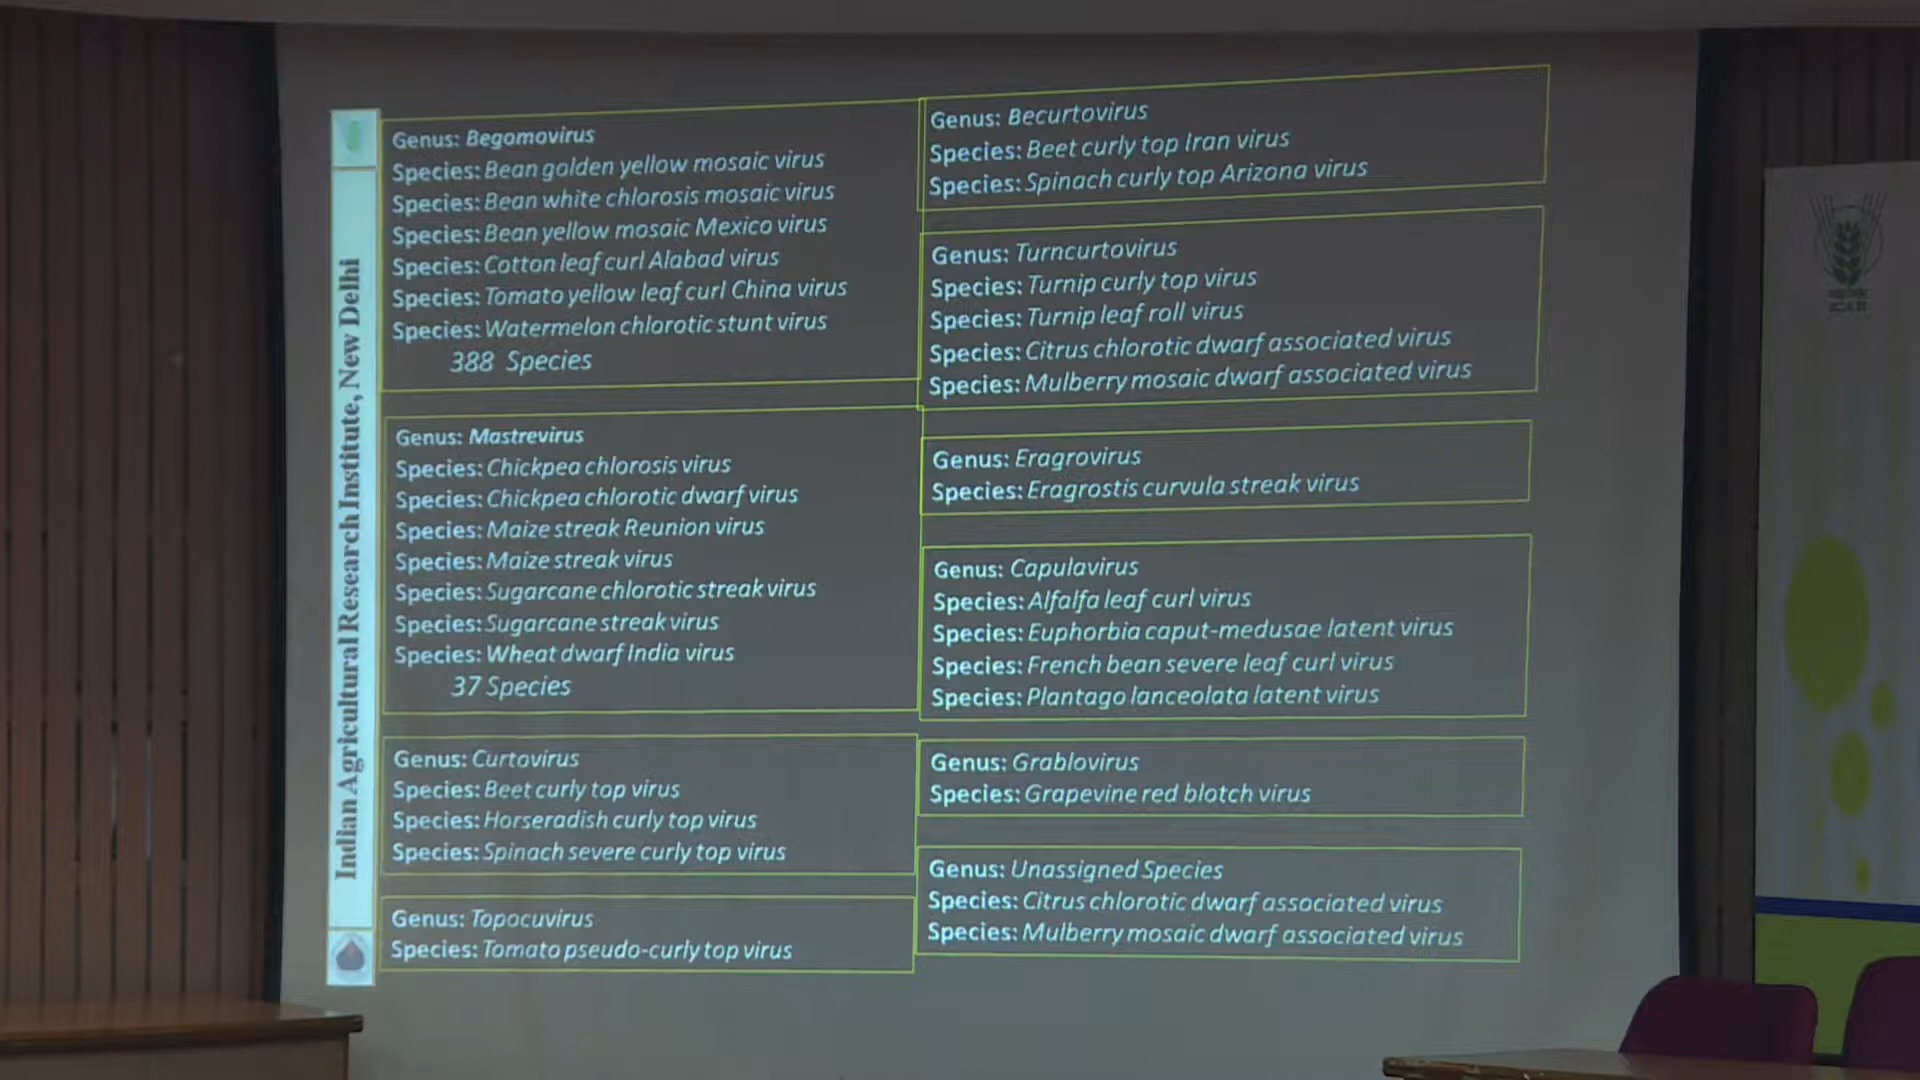 Indian Agricultural Research Institute, New Delhi
Genus: Begomovirus
Species: Bean golden yellow mosaic virus
Species: Bean white chlorosis mosaic virus
Species: Bean yellow mosaic Mexico virus
Species: Cotton leaf curl Alabad virus
Species: Tomato yellow leaf curl China virus
Species: Watermelon chlorotic stunt virus
388 Species
Genus: Mastrevirus
Species: Chickpea chlorosis virus
Species: Chickpea chlorotic dwarf virus
Species: Maize streak Reunion virus
Species: Maize streak virus
Species: Sugarcane chlorotic streak virus
Species: Sugarcane streak virus
Species: Wheat dwarf India virus
37 Species
Genus: Curtovirus
Species: Beet curly top virus
Species: Horseradish curly top virus
Species: Spinach severe curly top virus
Genus: Topocuvirus
Species: Tomato pseudo-curly top virus
Genus: Becurtovirus
Species: Beet curly top Iran virus
Species: Spinach curly top Arizona virus
Genus: Turncurtovirus
Species: Turnip curly top virus
Species: Turnip leaf roll virus
Species: Citrus chlorotic dwarf associated virus
Species: Mulberry mosaic dwarf associated virus
Genus: Eragrovirus
Species: Eragrostis curvula streak virus
Genus: Capulavirus
Species: Alfalfa leaf curl virus
Species: Euphorbia caput-medusae latent virus
Species: French bean severe leaf curl virus
Species: Plantago lanceolata latent virus
Genus: Grablovirus
Species: Grapevine red blotch virus
Genus: Unassigned Species
Species: Citrus chlorotic dwarf associated virus
Species: Mulberry mosaic dwarf associated virus